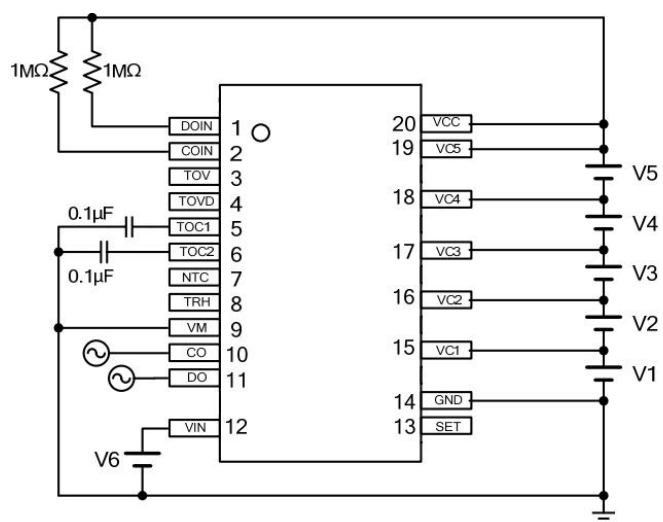 1MΩ 1MΩ
DOIN 1
COIN 2
TOV 3
TOVD 4
TOC1 5
TOC2 6
NTC 7
TRH 8
VM 9
CO 10
DO 11
VIN 12
0.1μF
0.1μF
V6
20 VCC
19 VC5
18 VC4
17 VC3
16 VC2
15 VC1
14 GND
13 SET
V5
V4
V3
V2
V1